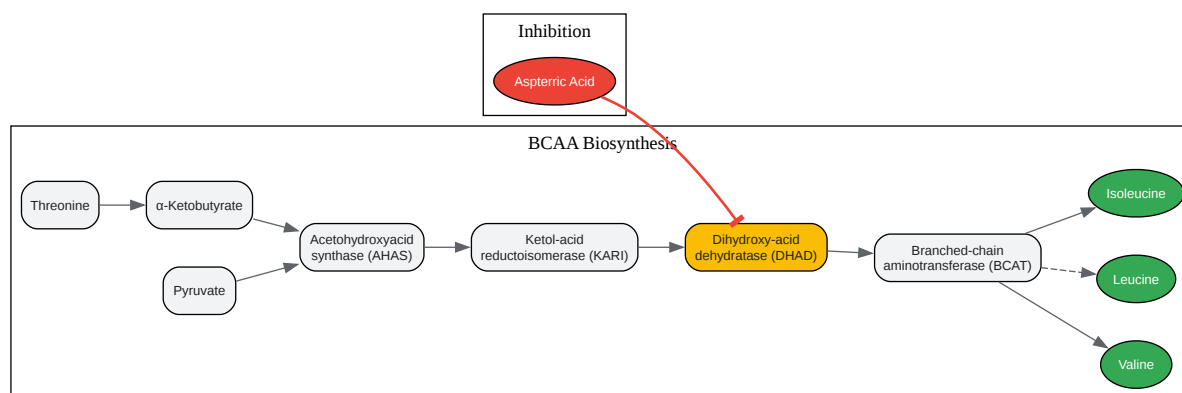 Inhibition
Aspterric Acid
BCAA Biosynthesis
Threonine
α-Ketobutyrate
Pyruvate
Acetohydroxyacid
synthase (AHAS)
Ketol-acid
reductoisomerase (KARI)
Dihydroxy-acid
dehydratase (DHAD)
Branched-chain
aminotransferase (BCAT)
Isoleucine
Leucine
Valine